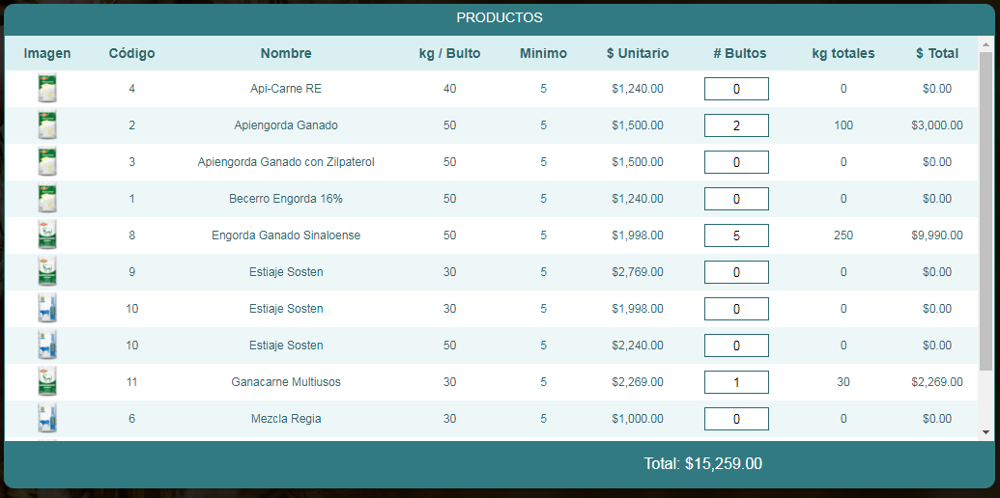 PRODUCTOS
Imagen Código Nombre kg / Bulto Minimo $ Unitario # Bultos kg totales $ Total
4 Api-Carne RE 40 5 $1,240.00 0 0 $0.00
2 Apiengorda Ganado 50 5 $1,500.00 2 100 $3,000.00
3 Apiengorda Ganado con Zilpaterol 50 5 $1,500.00 0 0 $0.00
1 Becerro Engorda 16% 50 5 $1,240.00 0 0 $0.00
8 Engorda Ganado Sinaloense 50 5 $1,998.00 5 250 $9,990.00
9 Estiaje Sosten 30 5 $2,769.00 0 0 $0.00
10 Estiaje Sosten 30 5 $1,998.00 0 0 $0.00
10 Estiaje Sosten 50 5 $2,240.00 0 0 $0.00
11 Ganacarne Multiusos 30 5 $2,269.00 1 30 $2,269.00
6 Mezcla Regia 30 5 $1,000.00 0 0 $0.00
Total: $15,259.00